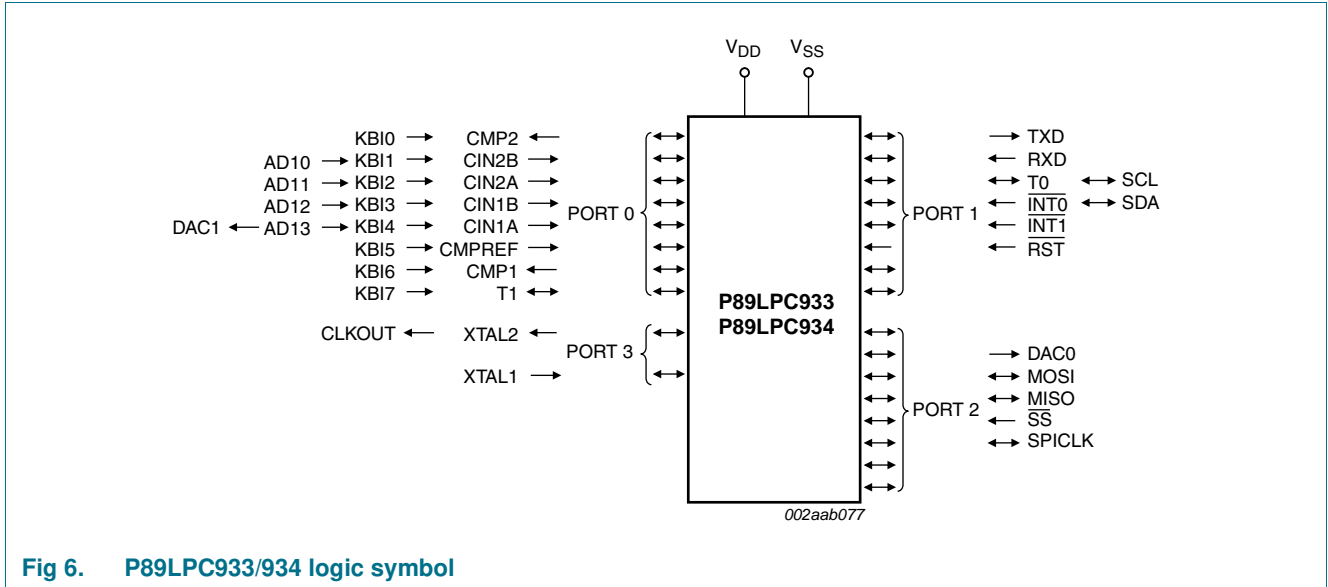 VDD VSS
KBI0 CMP2 TXD
AD10 KBI1 CIN2B RXD
AD11 KBI2 CIN2A T0 SCL
AD12 KBI3 CIN1B PORT 0 PORT 1 INT0 SDA
DAC1 AD13 KBI4 CIN1A INT1
KBI5 CMPREF RST
KBI6 CMP1
KBI7 T1
P89LPC933
P89LPC934
CLKOUT XTAL2
PORT 3 DAC0
XTAL1 MOSI
MISO
PORT 2 SS
SPICLK
002aab077
Fig 6. P89LPC933/934 logic symbol